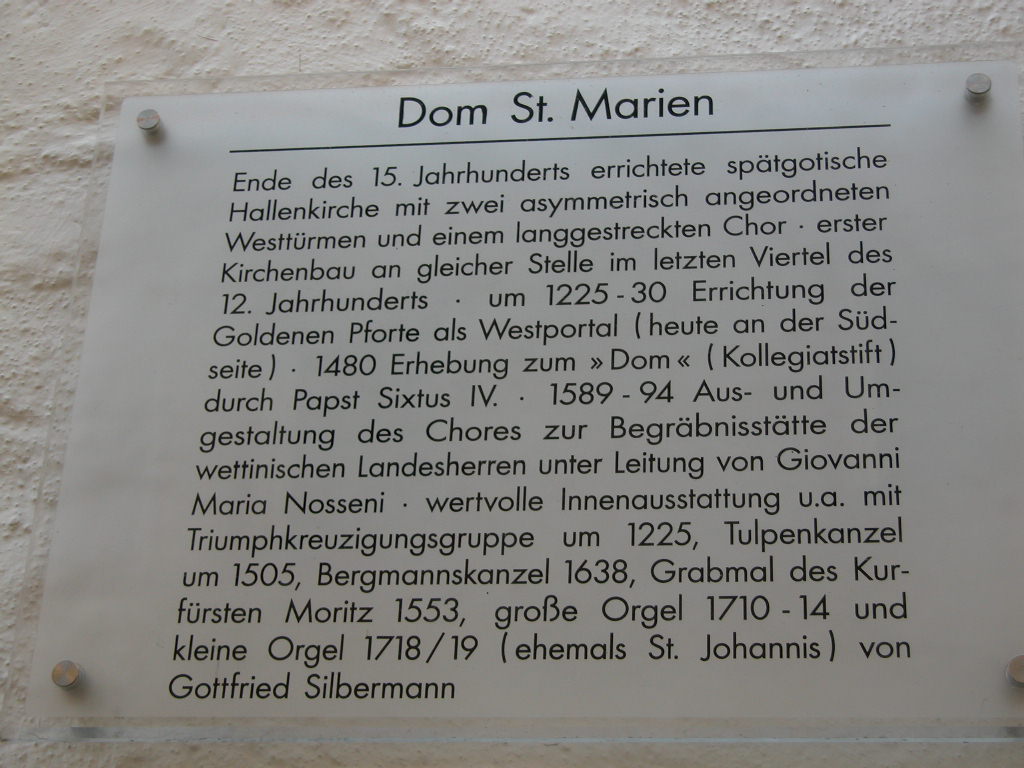 Dom St. Marien
Ende des 15. Jahrhunderts errichtete spätgotische
Hallenkirche mit zwei asymmetrisch angeordneten
Westtürmen und einem langgestreckten Chor · erster
Kirchenbau an gleicher Stelle im letzten Viertel des
12. Jahrhunderts · um 1225-30 Errichtung der
Goldenen Pforte als Westportal (heute an der Süd-
seite) · 1480 Erhebung zum »Dom« (Kollegiatstift)
durch Papst Sixtus IV. · 1589-94 Aus- und Um-
gestaltung des Chores zur Begräbnisstätte der
wettinischen Landesherren unter Leitung von Giovanni
Maria Nosseni · wertvolle Innenausstattung u.a. mit
Triumphkreuzigungsgruppe um 1225, Tulpenkanzel
um 1505, Bergmannskanzel 1638, Grabmal des Kur-
fürsten Moritz 1553, große Orgel 1710-14 und
kleine Orgel 1718/19 (ehemals St. Johannis) von
Gottfried Silbermann